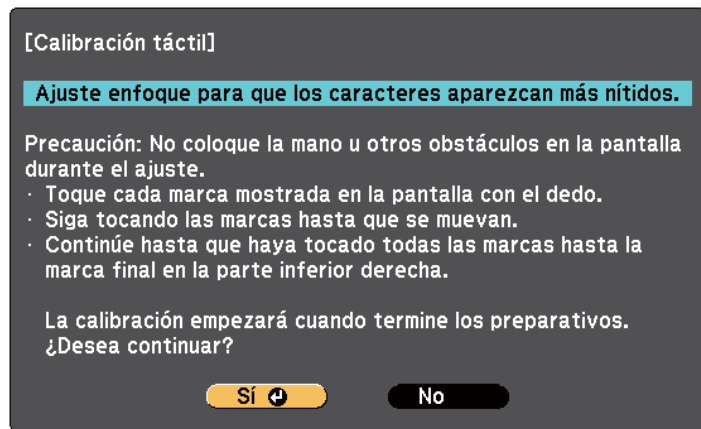 [Calibración táctil]
Ajuste enfoque para que los caracteres aparezcan más nítidos.
Precaución: No coloque la mano u otros obstáculos en la pantalla
durante el ajuste.
· Toque cada marca mostrada en la pantalla con el dedo.
· Siga tocando las marcas hasta que se muevan.
· Continúe hasta que haya tocado todas las marcas hasta la
marca final en la parte inferior derecha.
La calibración empezará cuando termine los preparativos.
¿Desea continuar?
Sí No